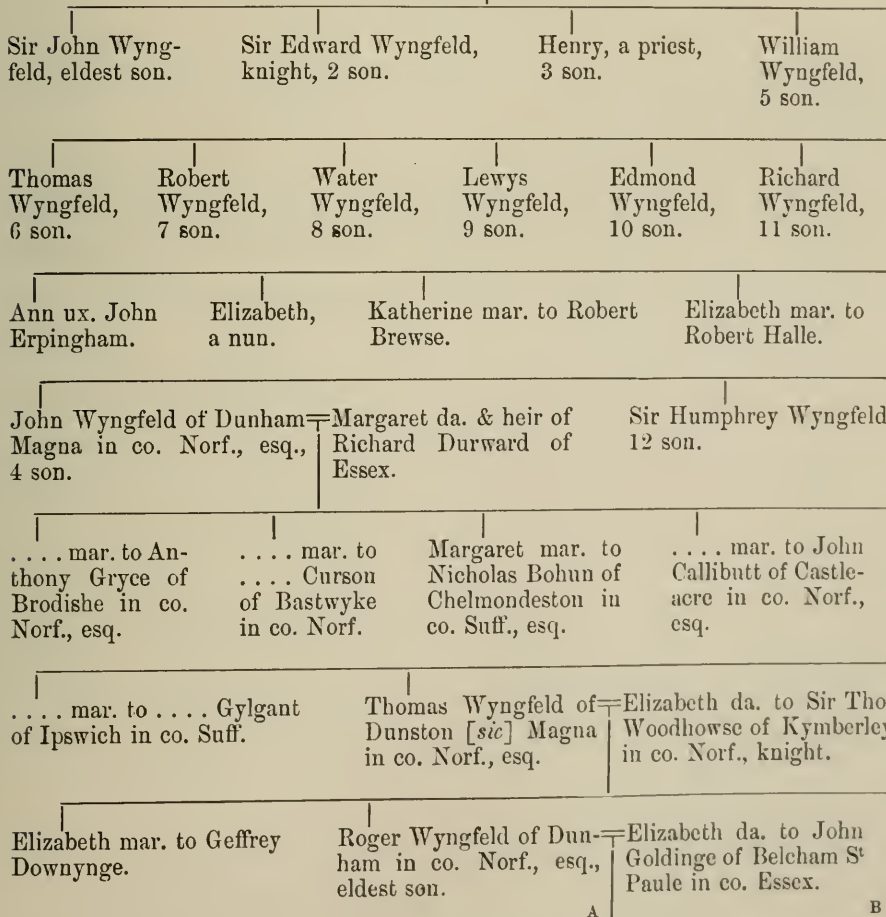 Sir John Wyng-
feld, eldest son.
Sir Edward Wyngfeld,
knight, 2 son.
Henry, a priest,
3 son.
William
Wyngfeld,
5 son.
Thomas
Wyngfeld,
6 son.
Robert
Wyngfeld,
7 son.
Water
Wyngfeld,
8 son.
Lewys
Wyngfeld,
9 son.
Edmond
Wyngfeld,
10 son.
Richard
Wyngfeld,
11 son.
Ann ux. John
Erpingham.
Elizabeth,
a nun.
Katherine mar. to Robert
Brewse.
Elizabeth mar. to
Robert Halle.
John Wyngfeld of Dunham
Magna in co. Norf., esq.,
4 son.
Margaret da. & heir of
Richard Durward of
Essex.
Sir Humphrey Wyngfeld
12 son.
. . . . mar. to An-
thony Gryce of
Brodishe in co.
Norf., esq.
. . . . mar. to
. . . . Curson
of Bastwyke
in co. Norf.
Margaret mar. to
Nicholas Bohun of
Chelmondeston in
co. Suff., esq.
. . . . mar. to John
Callibutt of Castle-
acre in co. Norf.,
esq.
. . . . mar. to . . . . Gylgant
of Ipswich in co. Suff.
Thomas Wyngfeld of
Dunston [sic] Magna
in co. Norf., esq.
Elizabeth da. to Sir Tho
Woodhowse of Kymberley
in co. Norf., knight.
Elizabeth mar. to Geffrey
Downynge.
Roger Wyngfeld of Dun-
ham in co. Norf., esq.,
eldest son.
Elizabeth da. to John
Goldinge of Belcham St
Paule in co. Essex.
A
B